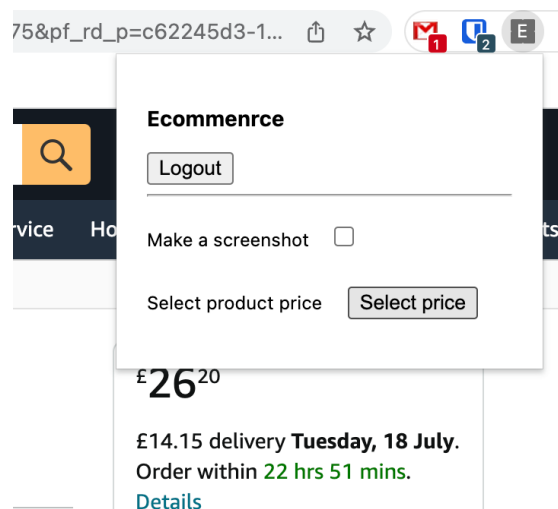 75&pf_rd_p=c62245d3-1...
1
2
E
Ecommenrce
Logout
rvice
Ho
ts
Make a screenshot
Select product price
Select price
£2620
£14.15 delivery Tuesday, 18 July.
Order within 22 hrs 51 mins.
Details